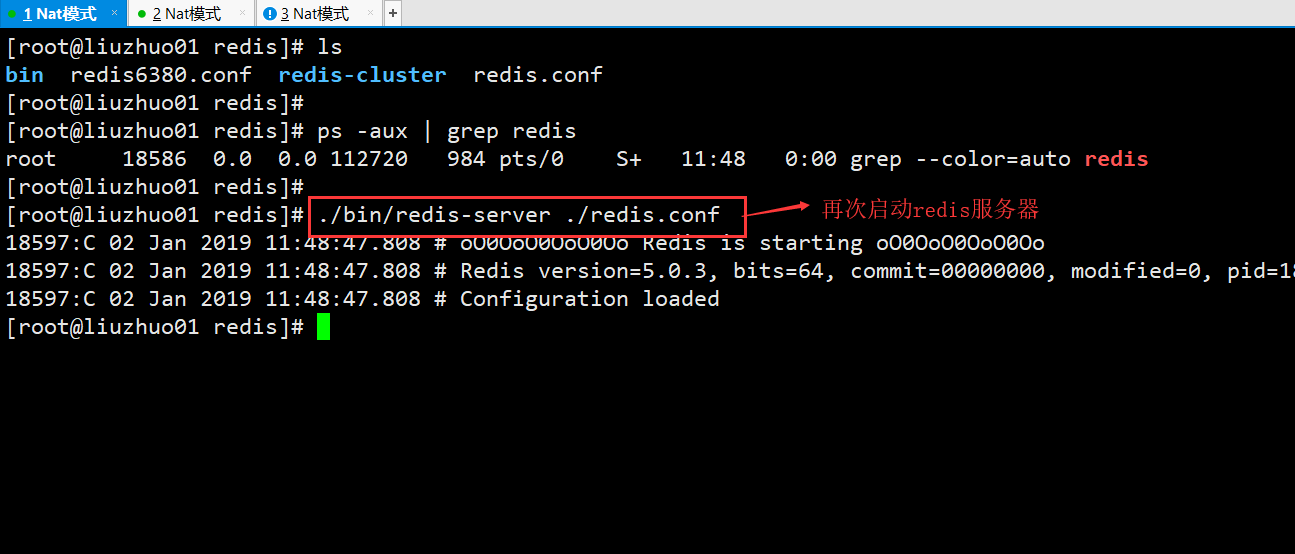 1 Nat模式 × 2 Nat模式 × ! 3 Nat模式 × +
[root@liuzhuo01 redis]# ls
bin  redis6380.conf  redis-cluster  redis.conf
[root@liuzhuo01 redis]#
[root@liuzhuo01 redis]# ps -aux | grep redis
root     18586  0.0  0.0 112720   984 pts/0    S+   11:48   0:00 grep --color=auto redis
[root@liuzhuo01 redis]#
[root@liuzhuo01 redis]# ./bin/redis-server ./redis.conf 再次启动redis服务器
18597:C 02 Jan 2019 11:48:47.808 # oO0OoO0OoO0Oo Redis is starting oO0OoO0OoO0Oo
18597:C 02 Jan 2019 11:48:47.808 # Redis version=5.0.3, bits=64, commit=00000000, modified=0, pid=18
18597:C 02 Jan 2019 11:48:47.808 # Configuration loaded
[root@liuzhuo01 redis]#